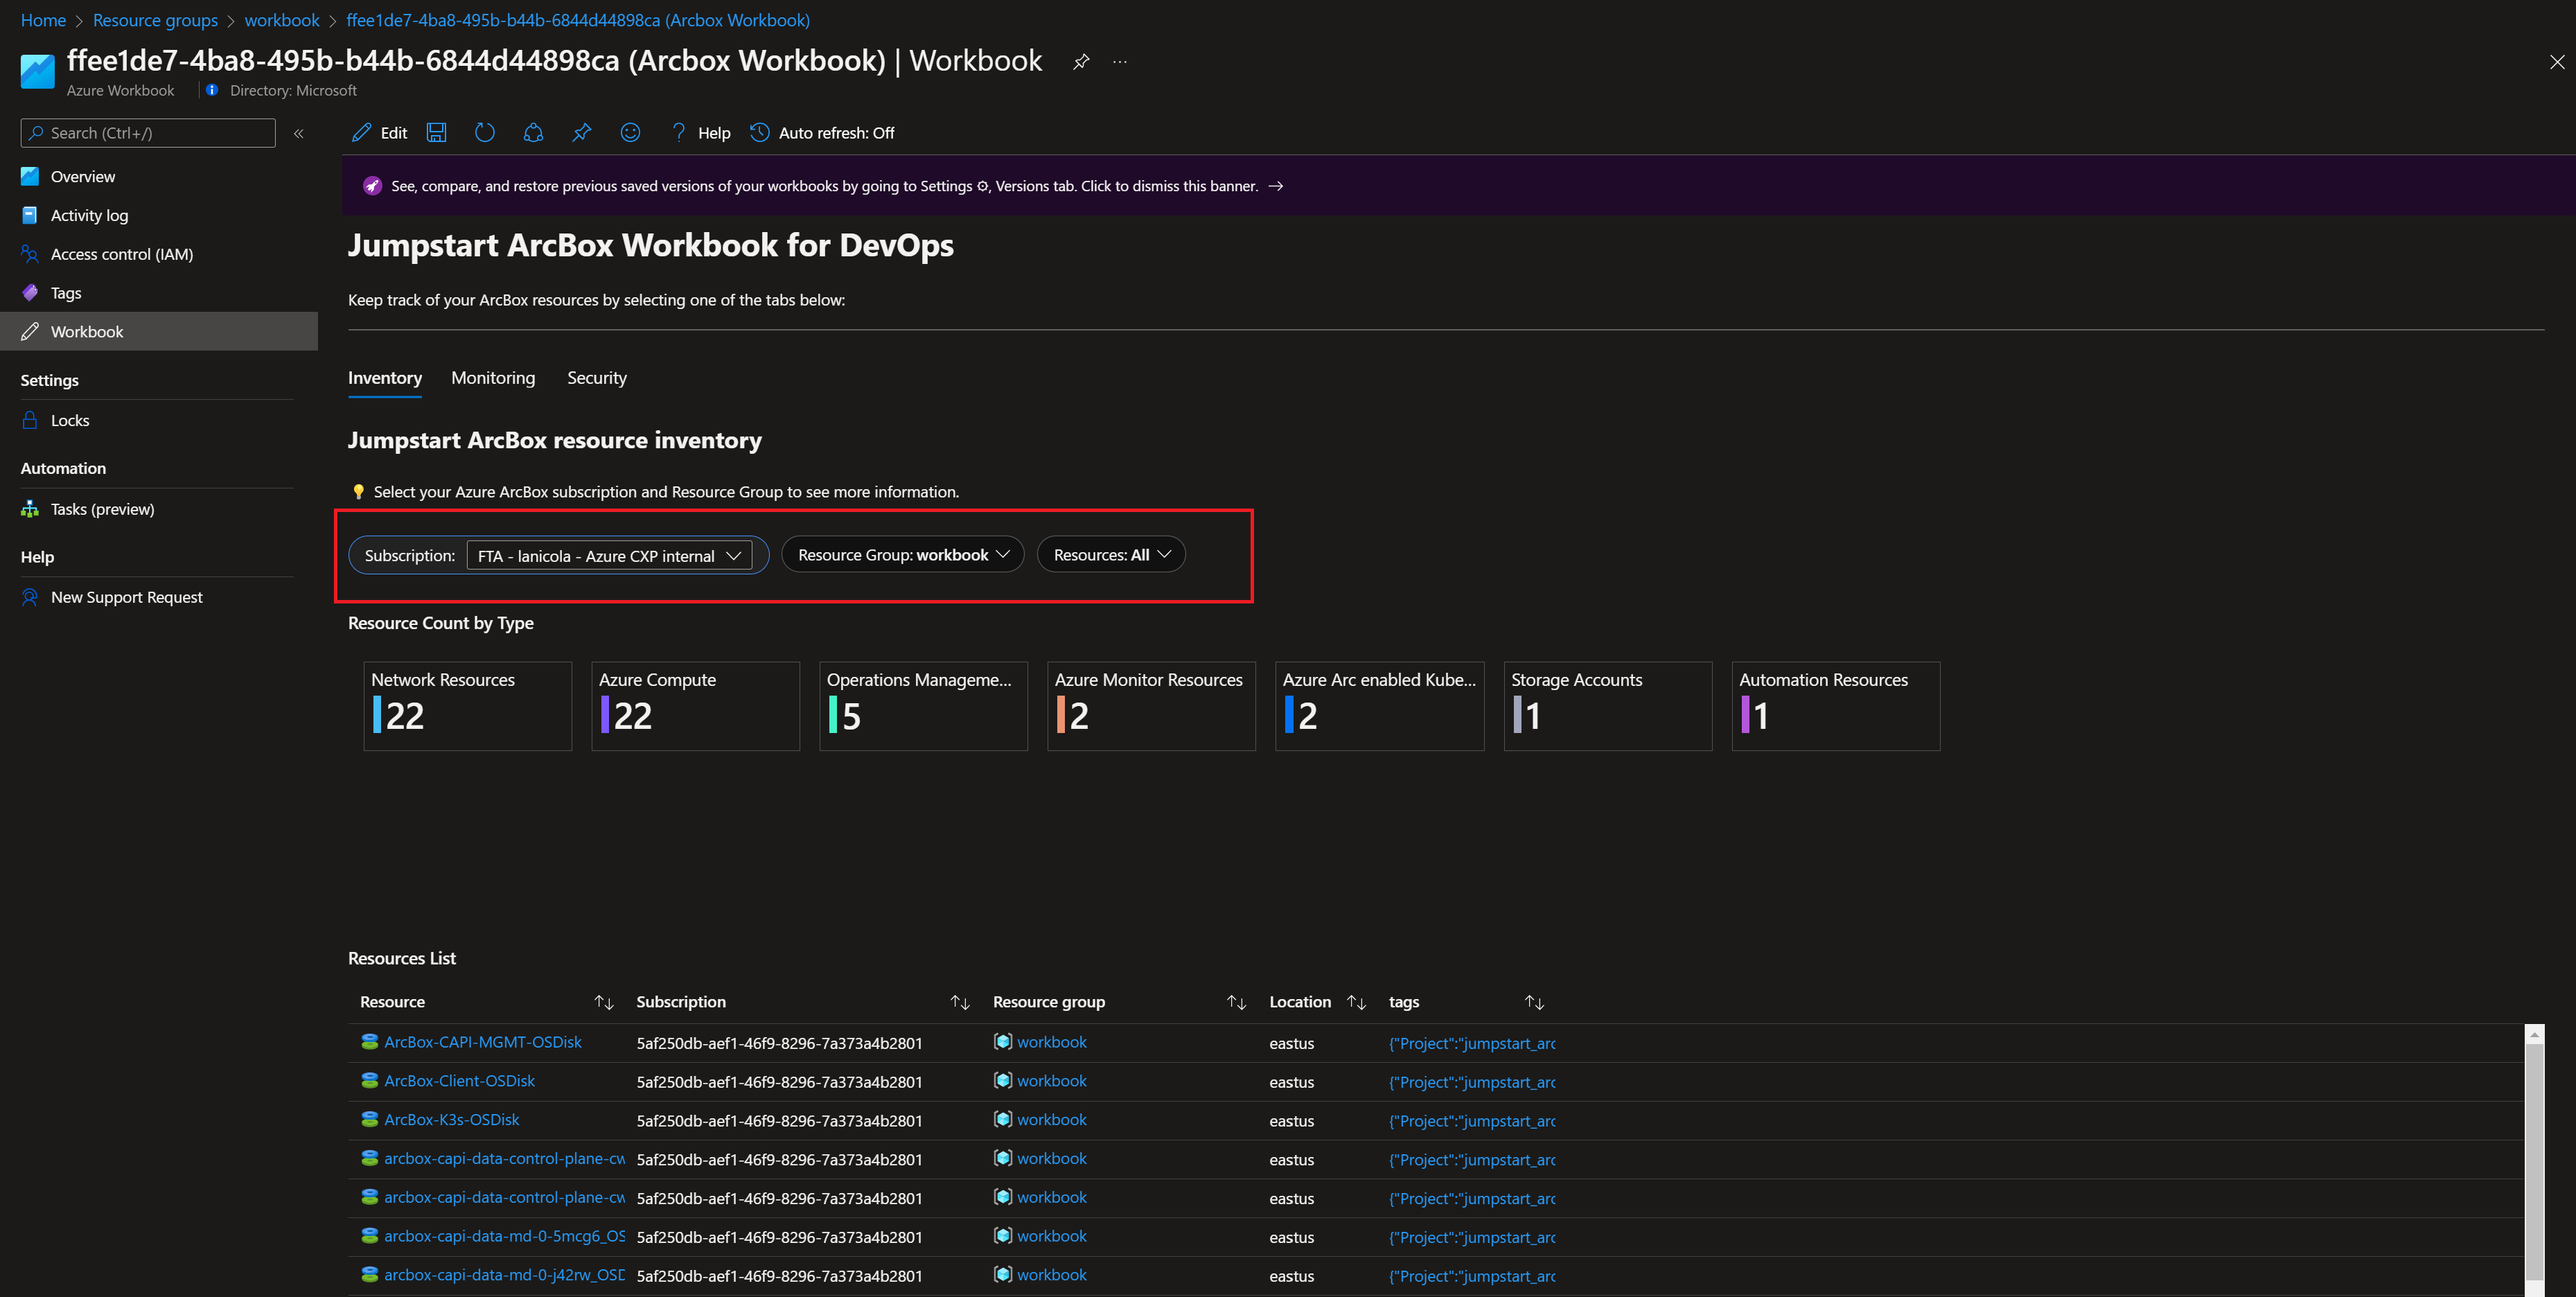 Home > Resource groups > workbook > ffee1de7-4ba8-495b-b44b-6844d44898ca (Arcbox Workbook)
ffee1de7-4ba8-495b-b44b-6844d44898ca (Arcbox Workbook) | Workbook
Azure Workbook
Directory: Microsoft
Search (Ctrl+/)
Overview
Activity log
Access control (IAM)
Tags
Workbook
Settings
Locks
Automation
Tasks (preview)
Help
New Support Request
Edit
Help
Auto refresh: Off
See, compare, and restore previous saved versions of your workbooks by going to Settings ⚙, Versions tab. Click to dismiss this banner. →
Jumpstart ArcBox Workbook for DevOps
Keep track of your ArcBox resources by selecting one of the tabs below:
Inventory Monitoring Security
Jumpstart ArcBox resource inventory
💡 Select your Azure ArcBox subscription and Resource Group to see more information.
Subscription: FTA - lanicola - Azure CXP internal
Resource Group: workbook
Resources: All
Resource Count by Type
Network Resources
22
Azure Compute
22
Operations Manageme...
5
Azure Monitor Resources
2
Azure Arc enabled Kube...
2
Storage Accounts
1
Automation Resources
1
Resources List
Resource ↑↓ Subscription ↑↓ Resource group ↑↓ Location ↑↓ tags ↑↓
ArcBox-CAPI-MGMT-OSDisk 5af250db-aef1-46f9-8296-7a373a4b2801 workbook eastus {"Project":"jumpstart_arc
ArcBox-Client-OSDisk 5af250db-aef1-46f9-8296-7a373a4b2801 workbook eastus {"Project":"jumpstart_arc
ArcBox-K3s-OSDisk 5af250db-aef1-46f9-8296-7a373a4b2801 workbook eastus {"Project":"jumpstart_arc
arcbox-capi-data-control-plane-cw 5af250db-aef1-46f9-8296-7a373a4b2801 workbook eastus {"Project":"jumpstart_arc
arcbox-capi-data-control-plane-cw 5af250db-aef1-46f9-8296-7a373a4b2801 workbook eastus {"Project":"jumpstart_arc
arcbox-capi-data-md-0-5mcg6_OS 5af250db-aef1-46f9-8296-7a373a4b2801 workbook eastus {"Project":"jumpstart_arc
arcbox-capi-data-md-0-j42rw_OSD 5af250db-aef1-46f9-8296-7a373a4b2801 workbook eastus {"Project":"jumpstart_arc